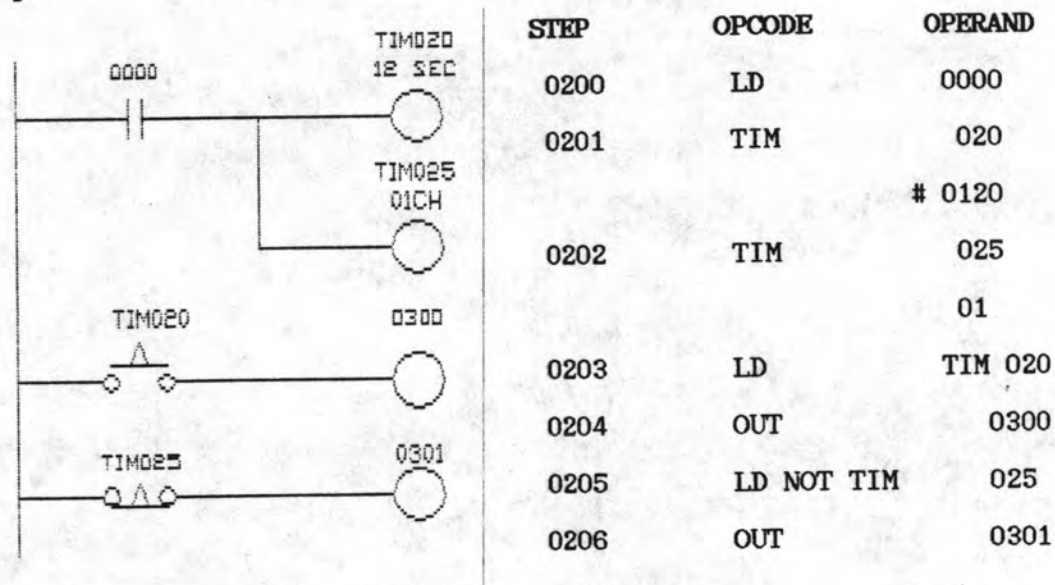 TIM020
12 SEC
0000
TIM025
01CH
TIM020 0300
TIM025 0301
STEP OPCODE OPERAND
0200 LD 0000
0201 TIM 020
# 0120
0202 TIM 025
01
0203 LD TIM 020
0204 OUT 0300
0205 LD NOT TIM 025
0206 OUT 0301